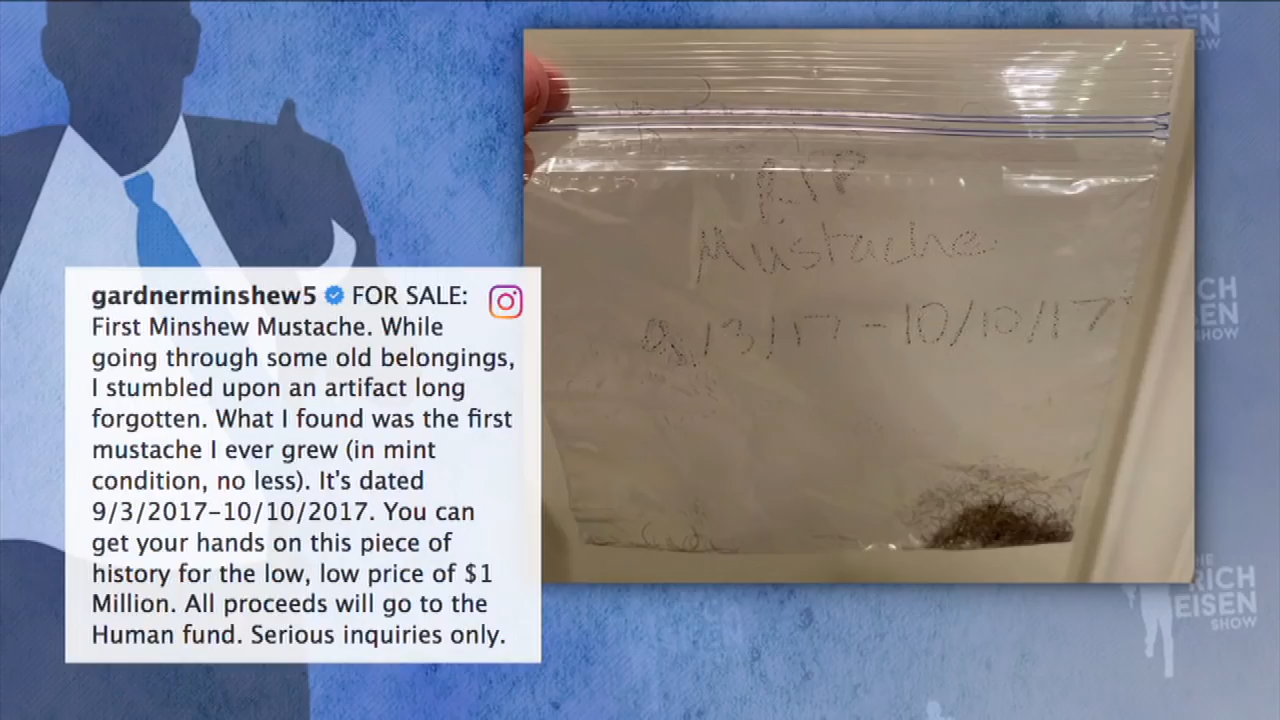 THE
RICH
EISEN
SHOW
gardnerminshew5 FOR SALE:
First Minshew Mustache. While
going through some old belongings,
I stumbled upon an artifact long
forgotten. What I found was the first
mustache I ever grew (in mint
condition, no less). It's dated
9/3/2017-10/10/2017. You can
get your hands on this piece of
history for the low, low price of $1
Million. All proceeds will go to the
Human fund. Serious inquiries only.
RIP
Mustache
9/3/17-10/10/17
CH
EN
SHOW
THE
RICH
EISEN
SHOW